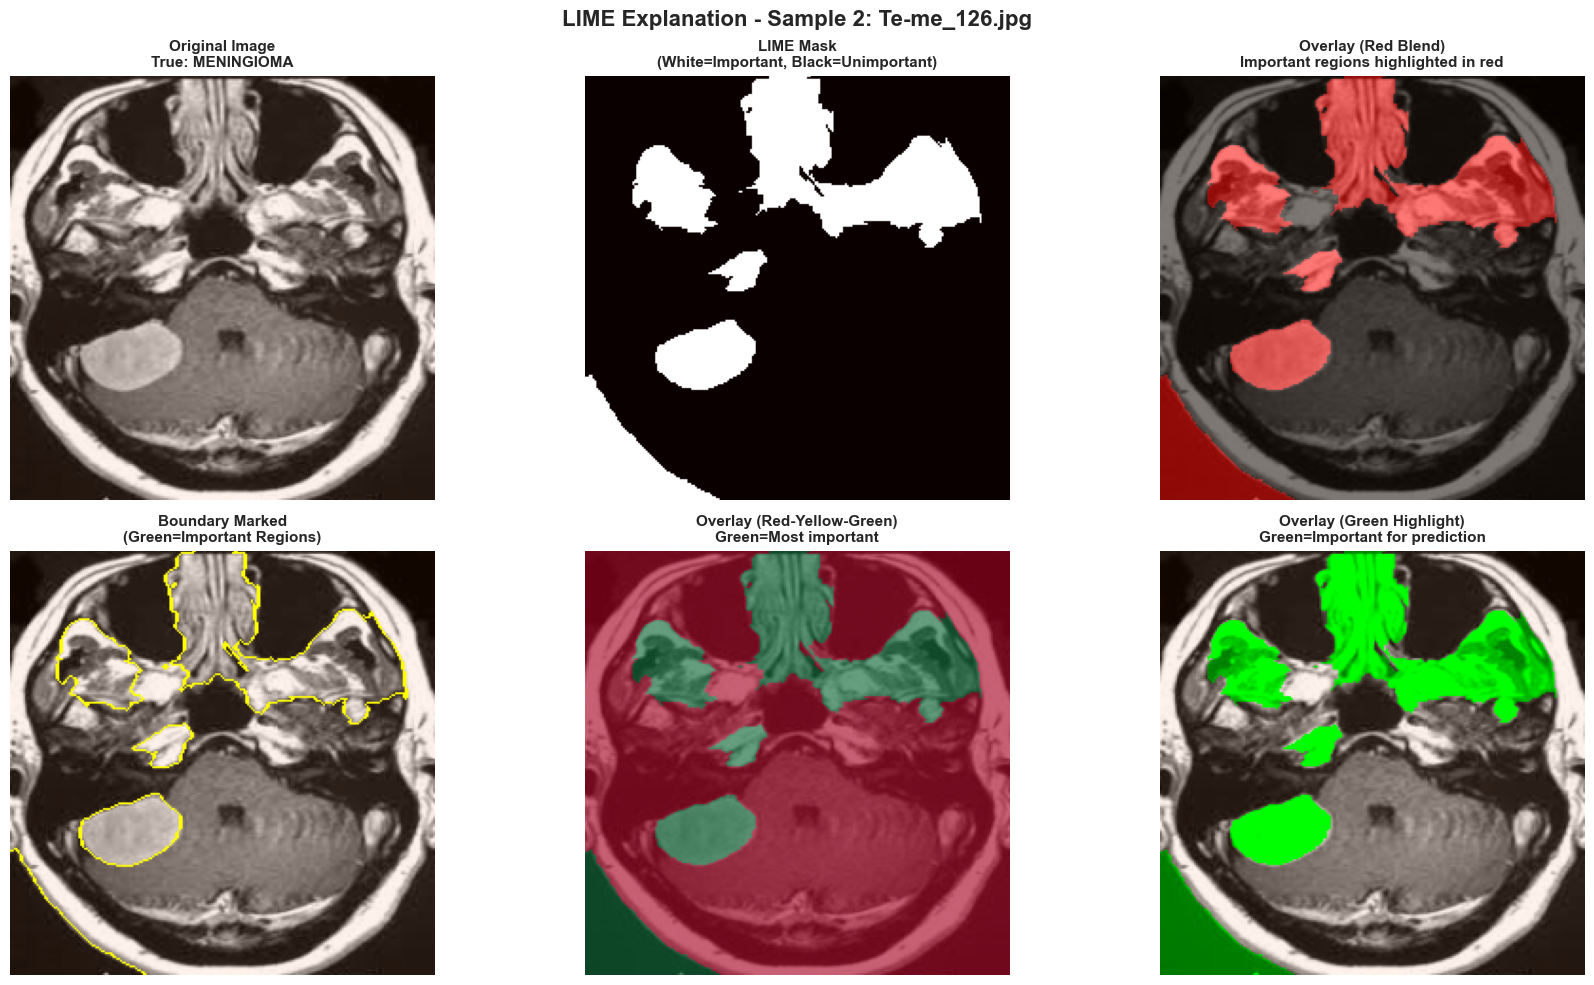 LIME Explanation - Sample 2: Te-me_126.jpg
Original Image
True: MENINGIOMA
LIME Mask
(White=Important, Black=Unimportant)
Overlay (Red Blend)
Important regions highlighted in red
Boundary Marked
(Green=Important Regions)
Overlay (Red-Yellow-Green)
Green=Most important
Overlay (Green Highlight)
Green=Important for prediction